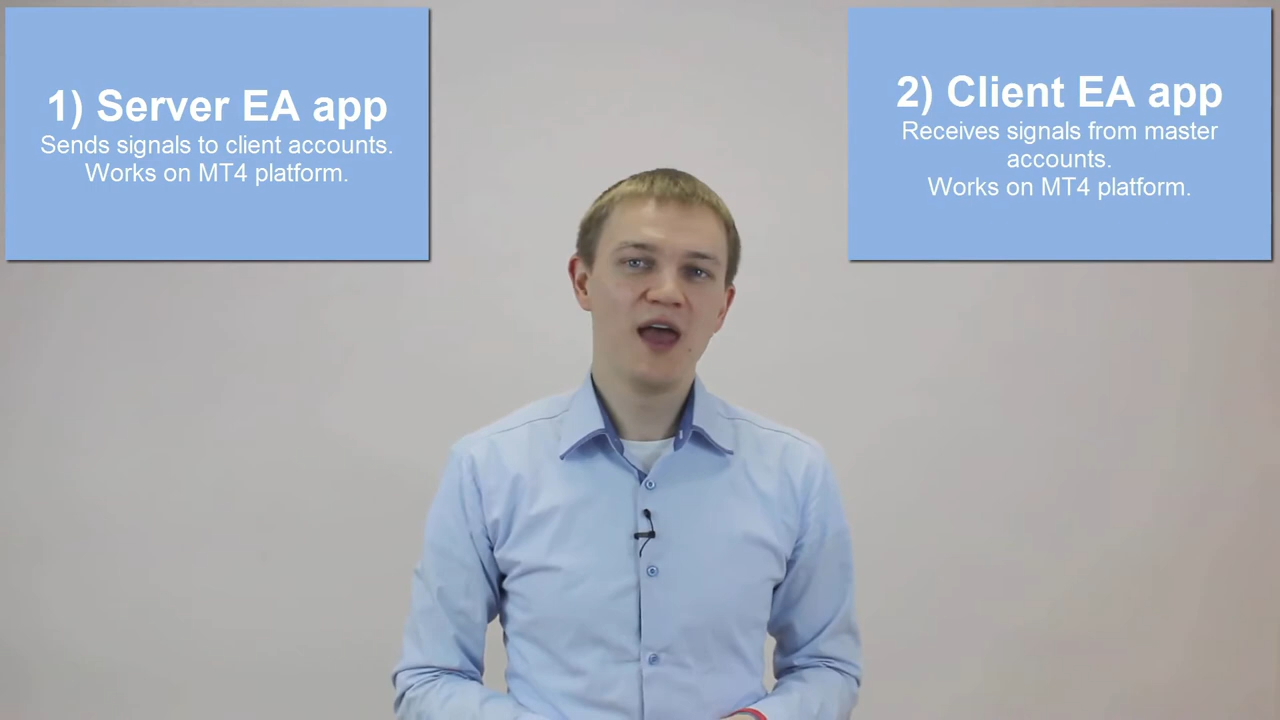 1) Server EA app
Sends signals to client accounts.
Works on MT4 platform.
2) Client EA app
Receives signals from master
accounts.
Works on MT4 platform.